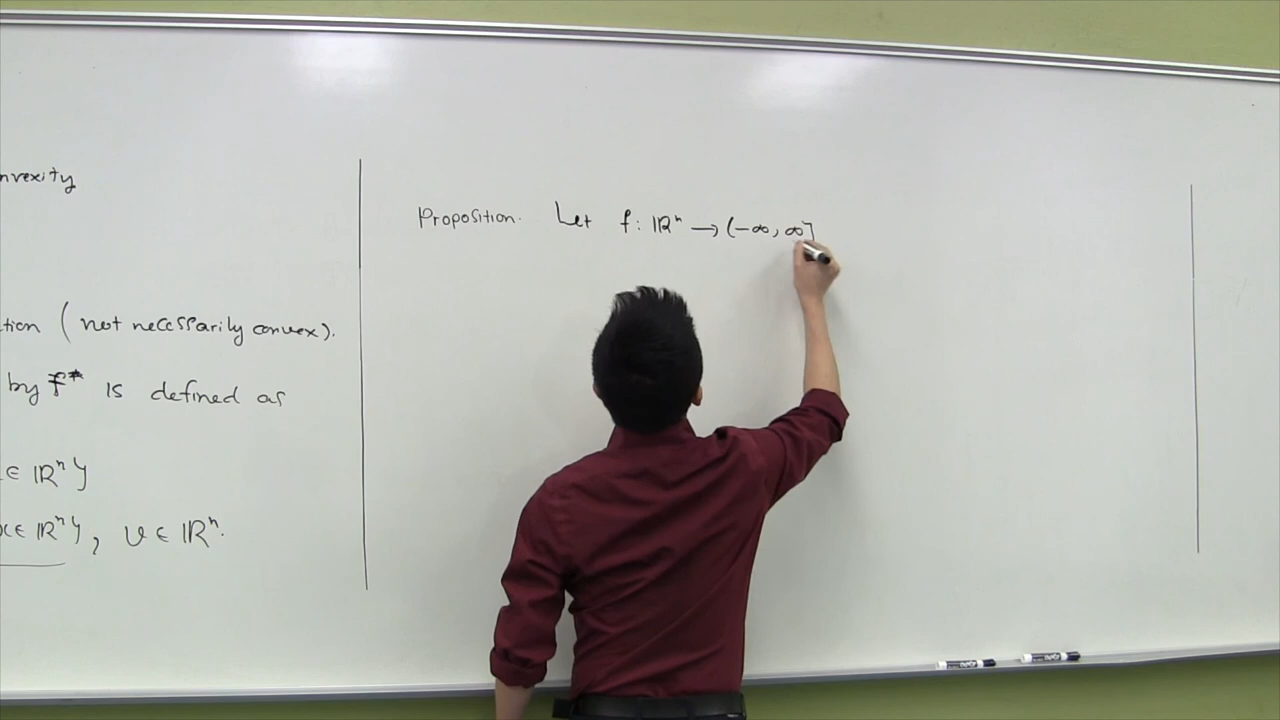 nvexity
tion (not necessarily convex).
by f* is defined as
∈ ℝⁿ}
x ∈ ℝⁿ}, v ∈ ℝⁿ.
Proposition. Let f: ℝⁿ → (-∞, ∞]